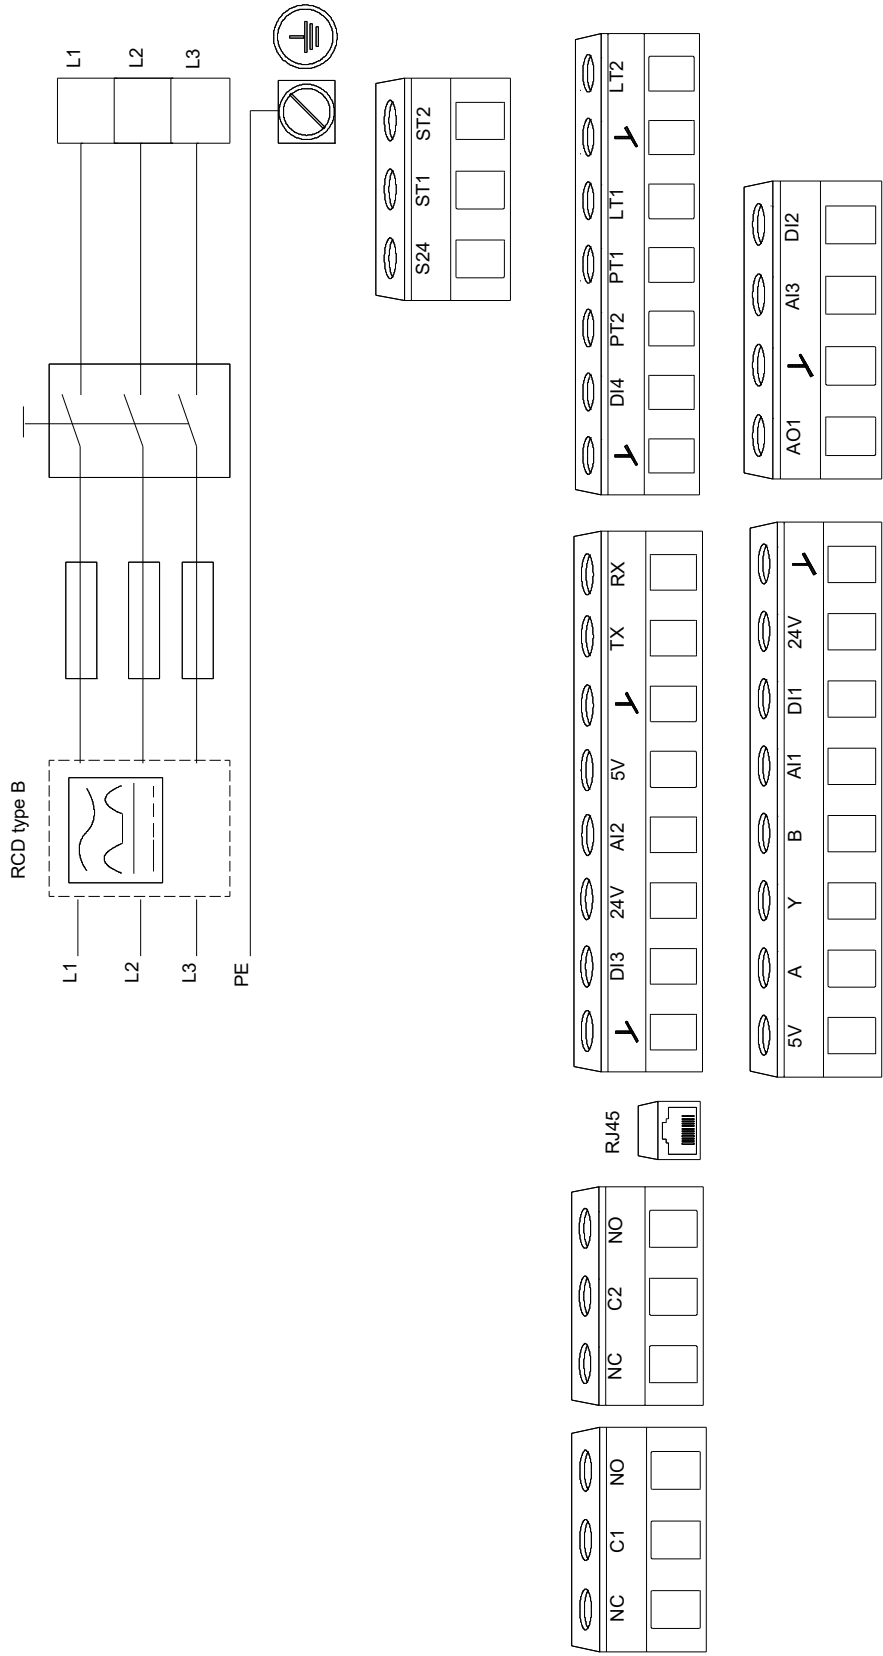 RCD type B
L1 L1
L2 L2
L3 L3
PE
S24 ST1 ST2
NC C1 NO
NC C2 NO
RJ45
DI3 24V AI2 5V TX RX
DI4 PT2 PT1 LT1 LT2
5V A Y B AI1 DI1 24V
AO1 AI3 DI2